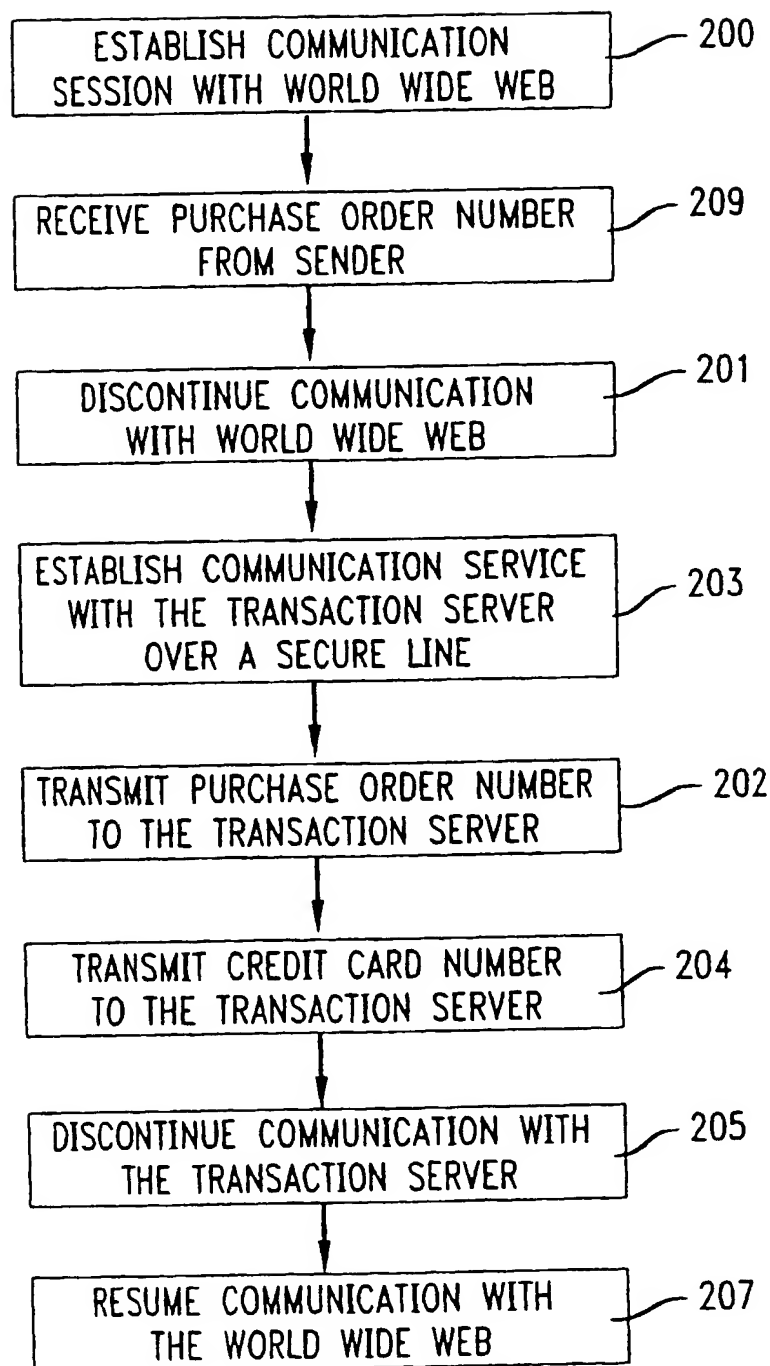 ESTABLISH COMMUNICATION
SESSION WITH WORLD WIDE WEB
200
RECEIVE PURCHASE ORDER NUMBER
FROM SENDER
209
DISCONTINUE COMMUNICATION
WITH WORLD WIDE WEB
201
ESTABLISH COMMUNICATION SERVICE
WITH THE TRANSACTION SERVER
OVER A SECURE LINE
203
TRANSMIT PURCHASE ORDER NUMBER
TO THE TRANSACTION SERVER
202
TRANSMIT CREDIT CARD NUMBER
TO THE TRANSACTION SERVER
204
DISCONTINUE COMMUNICATION WITH
THE TRANSACTION SERVER
205
RESUME COMMUNICATION WITH
THE WORLD WIDE WEB
207